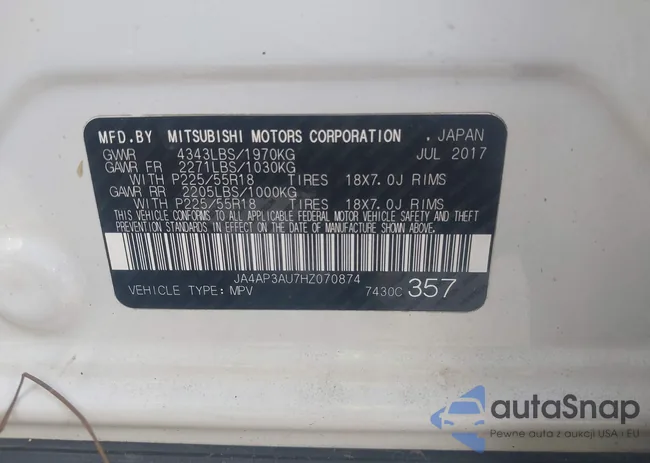 MFD.BY MITSUBISHI MOTORS CORPORATION . JAPAN
GVWR 4343LBS/1970KG JUL 2017
GAWR FR 2271LBS/1030KG
WITH P225/55R18 TIRES 18X7.0J RIMS
GAWR RR 2205LBS/1000KG
WITH P225/55R18 TIRES 18X7.0J RIMS
THIS VEHICLE CONFORMS TO ALL APPLICABLE FEDERAL MOTOR VEHICLE SAFETY AND THEFT
PREVENTION STANDARDS IN EFFECT ON THE DATE OF MANUFACTURE SHOWN ABOVE.
JA4AP3AU7HZ070874
VEHICLE TYPE: MPV 7430C 357
autaSnap
Pewne auta z aukcji USA i EU